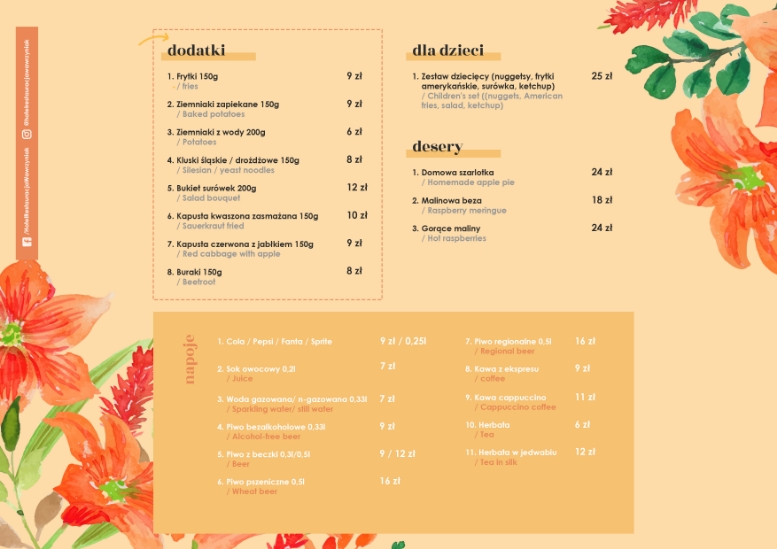 dodatki
1. Frytki 150g 9 zł
/ fries
2. Ziemniaki zapiekane 150g 9 zł
/ Baked potatoes
3. Ziemniaki z wody 200g 6 zł
/ Potatoes
4. Kluski śląskie / drożdżowe 150g 8 zł
/ Silesian / yeast noodles
5. Bukiet surówek 200g 12 zł
/ Salad bouquet
6. Kapusta kwaszona zasmażana 150g 10 zł
/ Sauerkraut fried
7. Kapusta czerwona z jabłkiem 150g 9 zł
/ Red cabbage with apple
8. Buraki 150g 8 zł
/ Beetroot
dla dzieci
1. Zestaw dziecięcy (nuggetsy, frytki 25 zł
amerykańskie, surówka, ketchup)
/ Children's set ((nuggets, American
fries, salad, ketchup)
desery
1. Domowa szarlotka 24 zł
/ Homemade apple pie
2. Malinowa beza 18 zł
/ Raspberry meringue
3. Gorące maliny 24 zł
/ Hot raspberries
napoje
1. Cola / Pepsi / Fanta / Sprite 9 zł / 0,25l
2. Sok owocowy 0,2l 7 zł
/ Juice
3. Woda gazowana/ n-gazowana 0,33l 7 zł
/ Sparkling water/ still water
4. Piwo bezalkoholowe 0,33l 9 zł
/ Alcohol-free beer
5. Piwo z beczki 0,3l/0,5l 9 / 12 zł
/ Beer
6. Piwo pszeniczne 0,5l 16 zł
/ Wheat beer
7. Piwo regionalne 0,5l 16 zł
/ Regional beer
8. Kawa z ekspresu 9 zł
/ coffee
9. Kawa cappuccino 11 zł
/ Cappuccino coffee
10. Herbata 6 zł
/ Tea
11. Herbata w jedwabiu 12 zł
/ Tea in silk